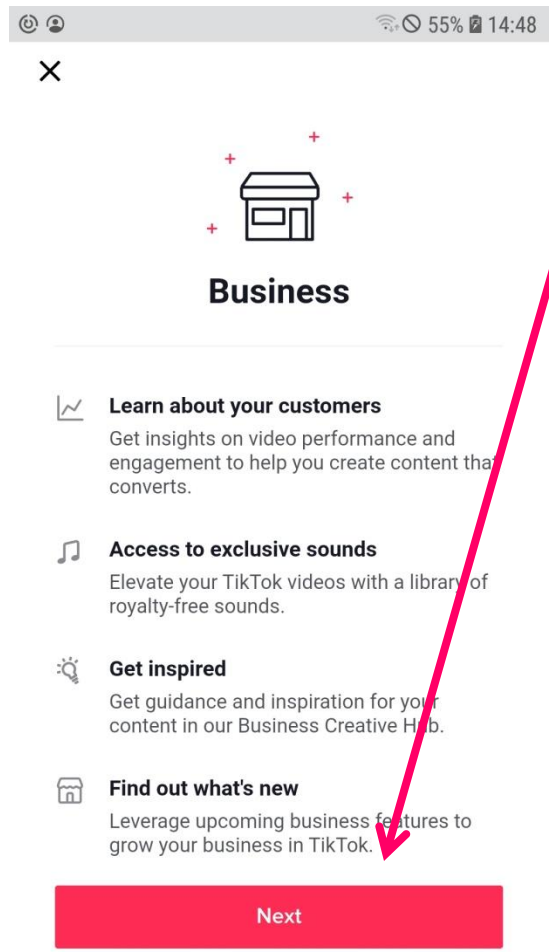 55% 14:48
Business
Learn about your customers
Get insights on video performance and
engagement to help you create content that
converts.
Access to exclusive sounds
Elevate your TikTok videos with a library of
royalty-free sounds.
Get inspired
Get guidance and inspiration for your
content in our Business Creative Hub.
Find out what's new
Leverage upcoming business features to
grow your business in TikTok.
Next